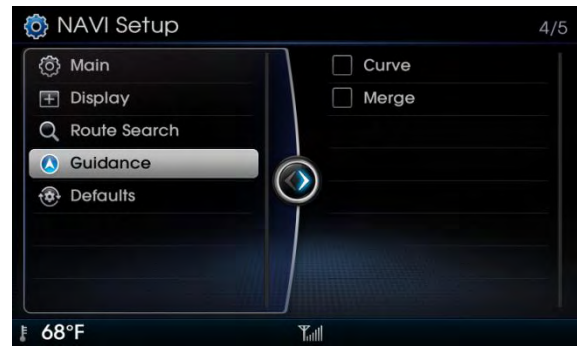 NAVI Setup 4/5
Main
Display
Route Search
Guidance
Defaults
Curve
Merge
68°F